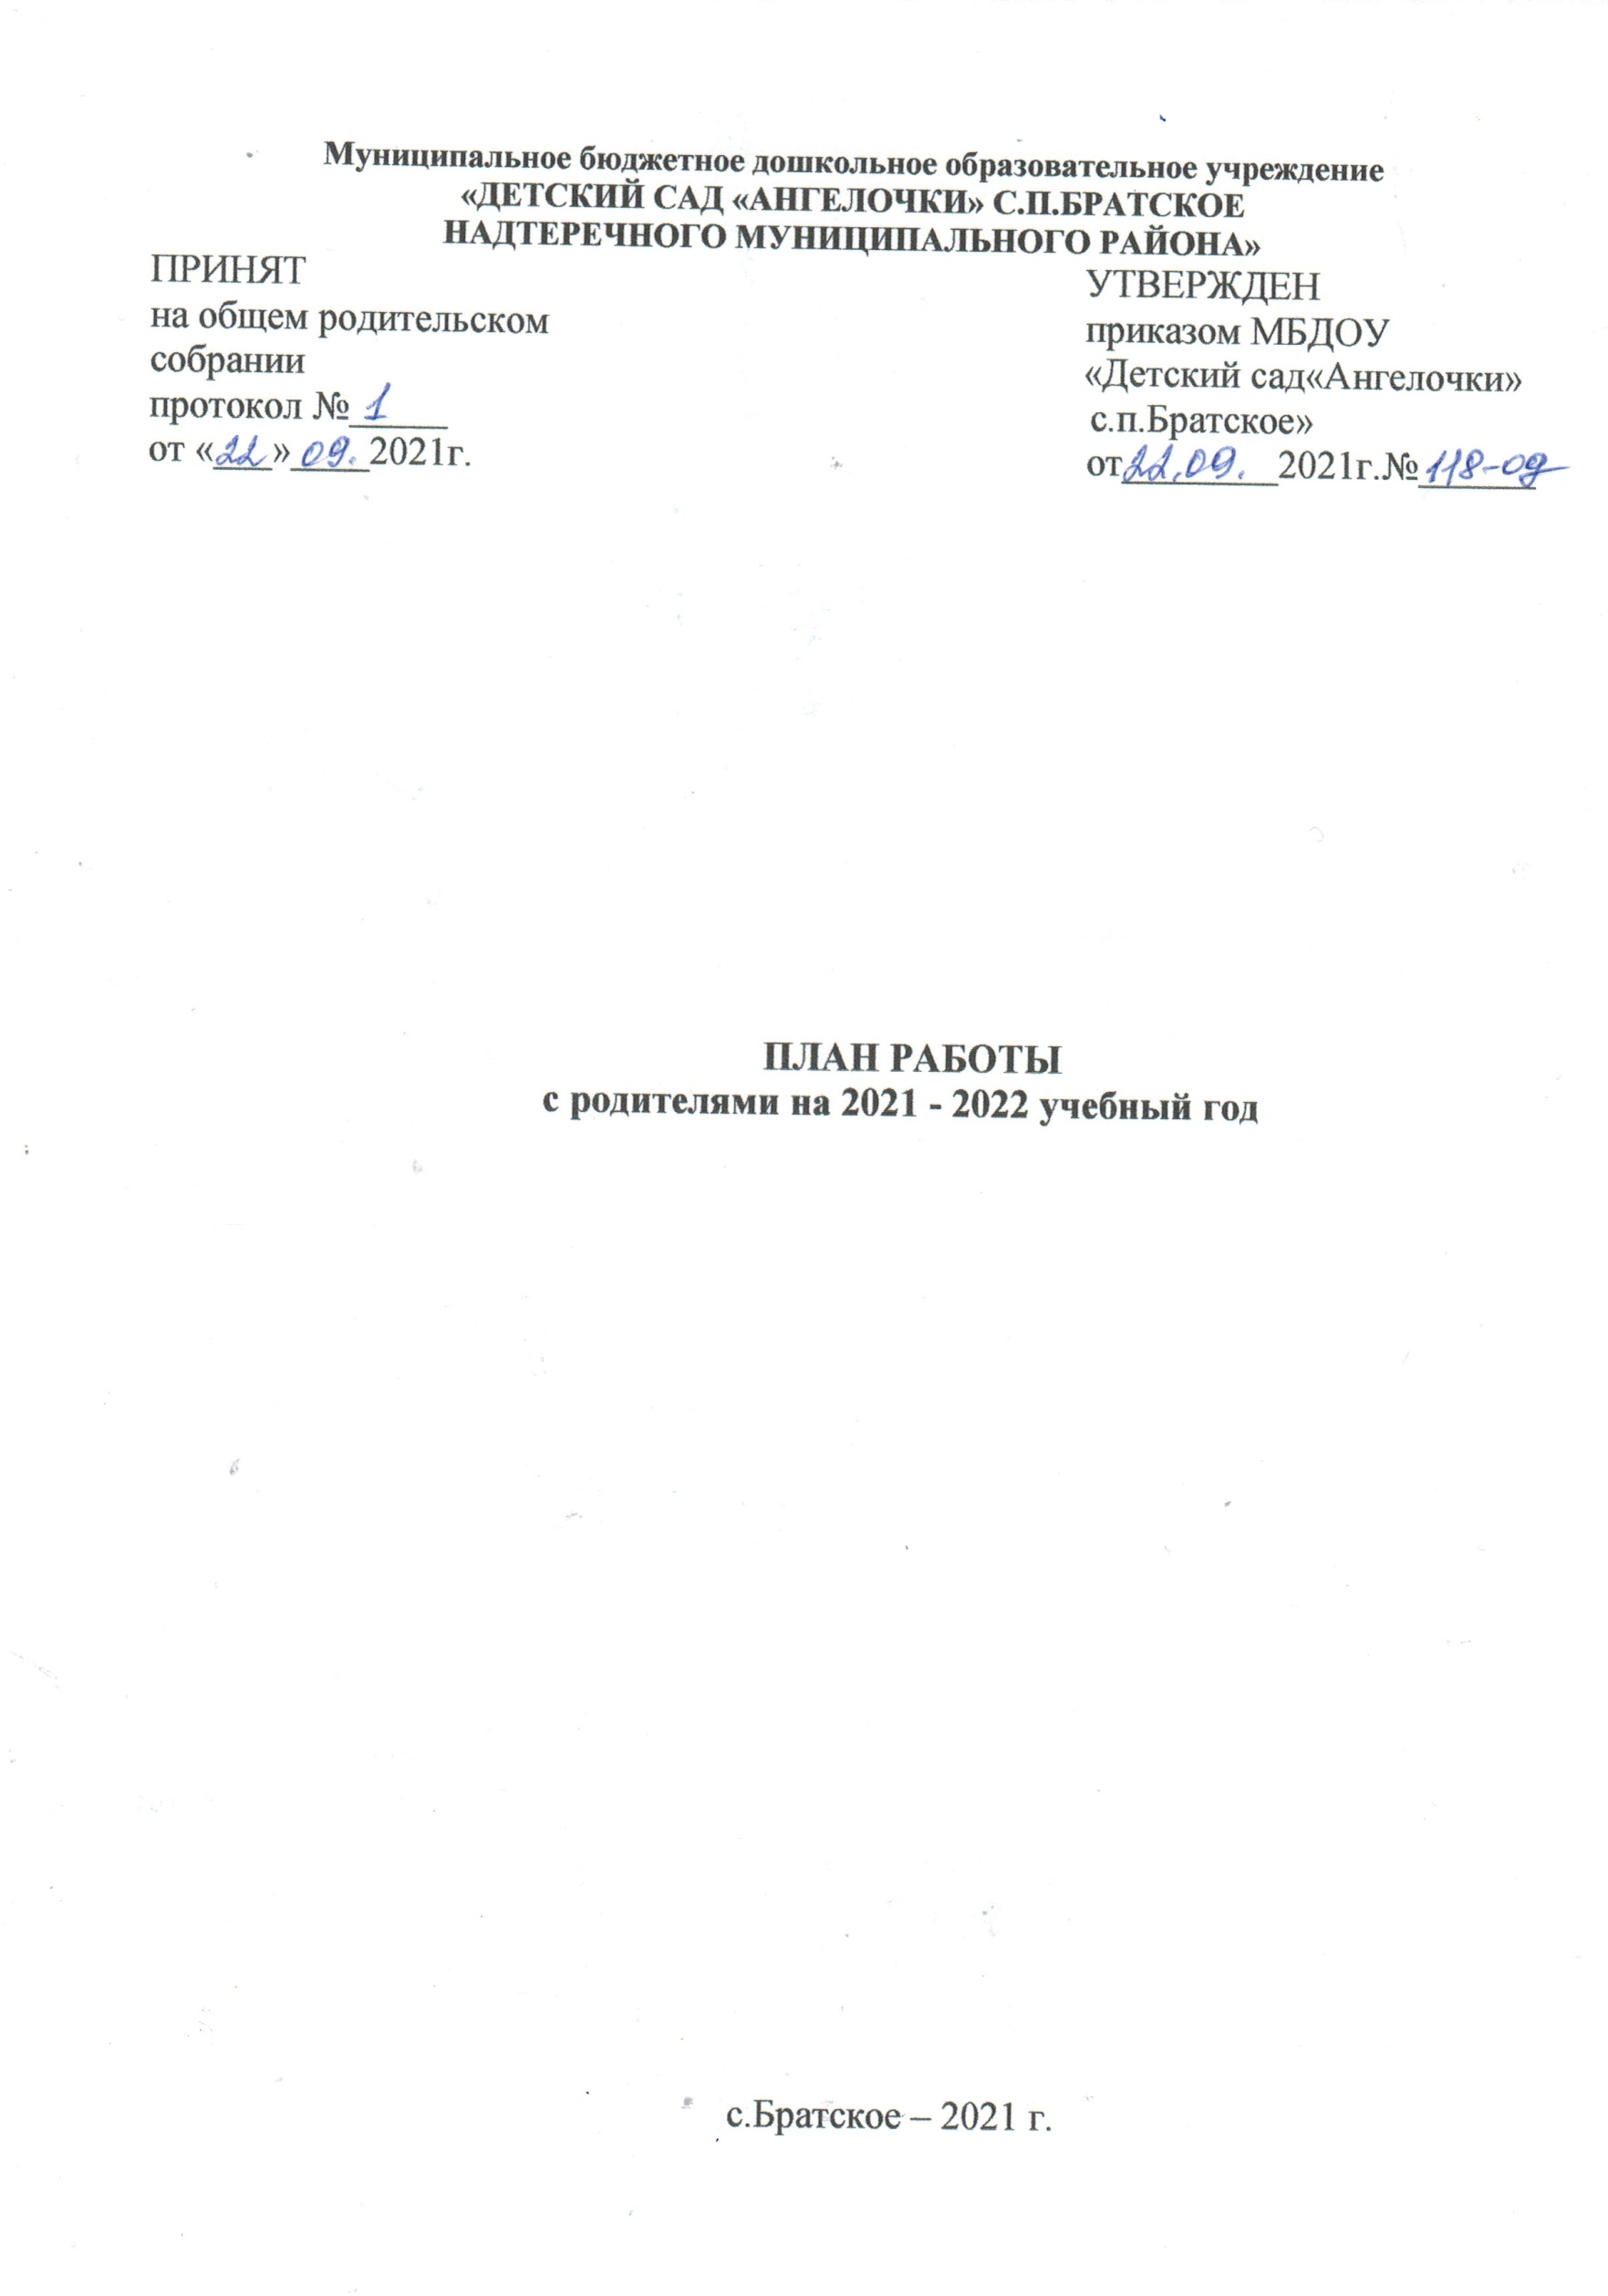 Муниципальное бюджетное дошкольное образовательное учреждение
«ДЕТСКИЙ САД «АНГЕЛОЧКИ» С.П.БРАТСКОЕ
НАДТЕРЕЧНОГО МУНИЦИПАЛЬНОГО РАЙОНА»
ПРИНЯТ
на общем родительском
собрании
протокол № 1
от «22» 09. 2021г.
УТВЕРЖДЕН
приказом МБДОУ
«Детский сад«Ангелочки»
с.п.Братское»
от 22.09. 2021г.№ 118-од
ПЛАН РАБОТЫ
с родителями на 2021 - 2022 учебный год
с.Братское – 2021 г.